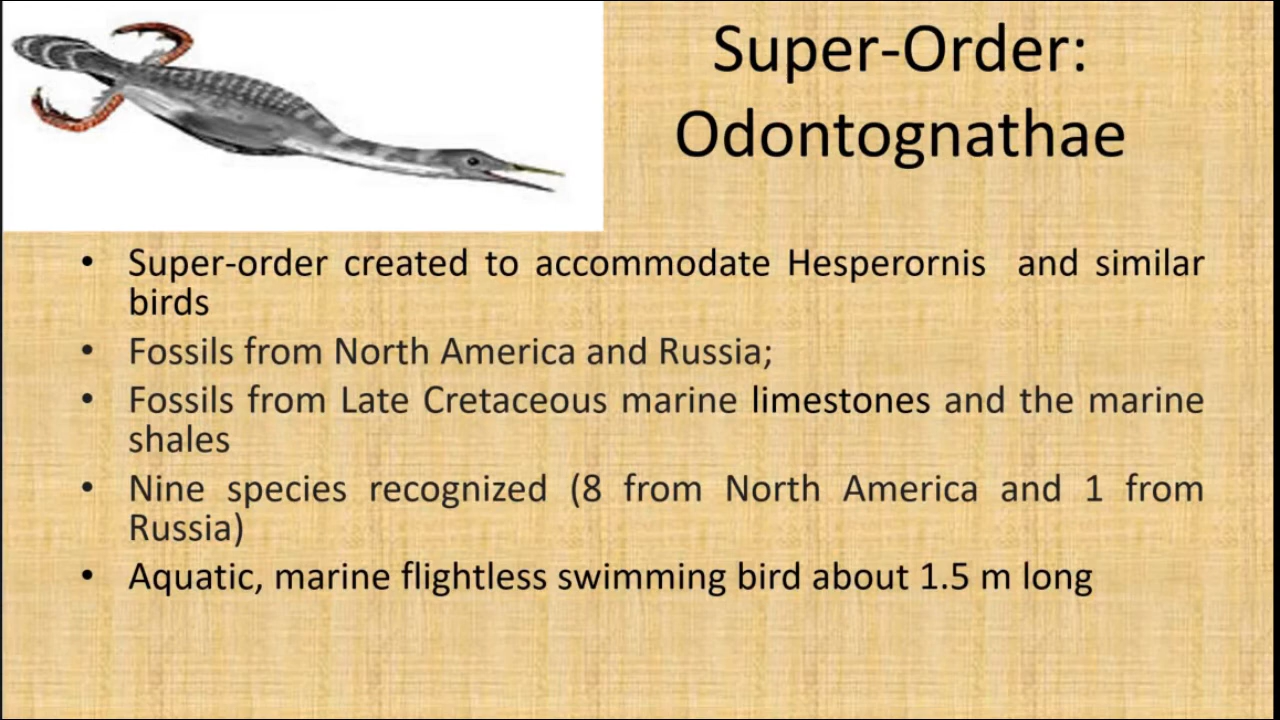 Super-Order:
Odontognathae
• Super-order created to accommodate Hesperornis and similar
birds
• Fossils from North America and Russia;
• Fossils from Late Cretaceous marine limestones and the marine
shales
• Nine species recognized (8 from North America and 1 from
Russia)
• Aquatic, marine flightless swimming bird about 1.5 m long